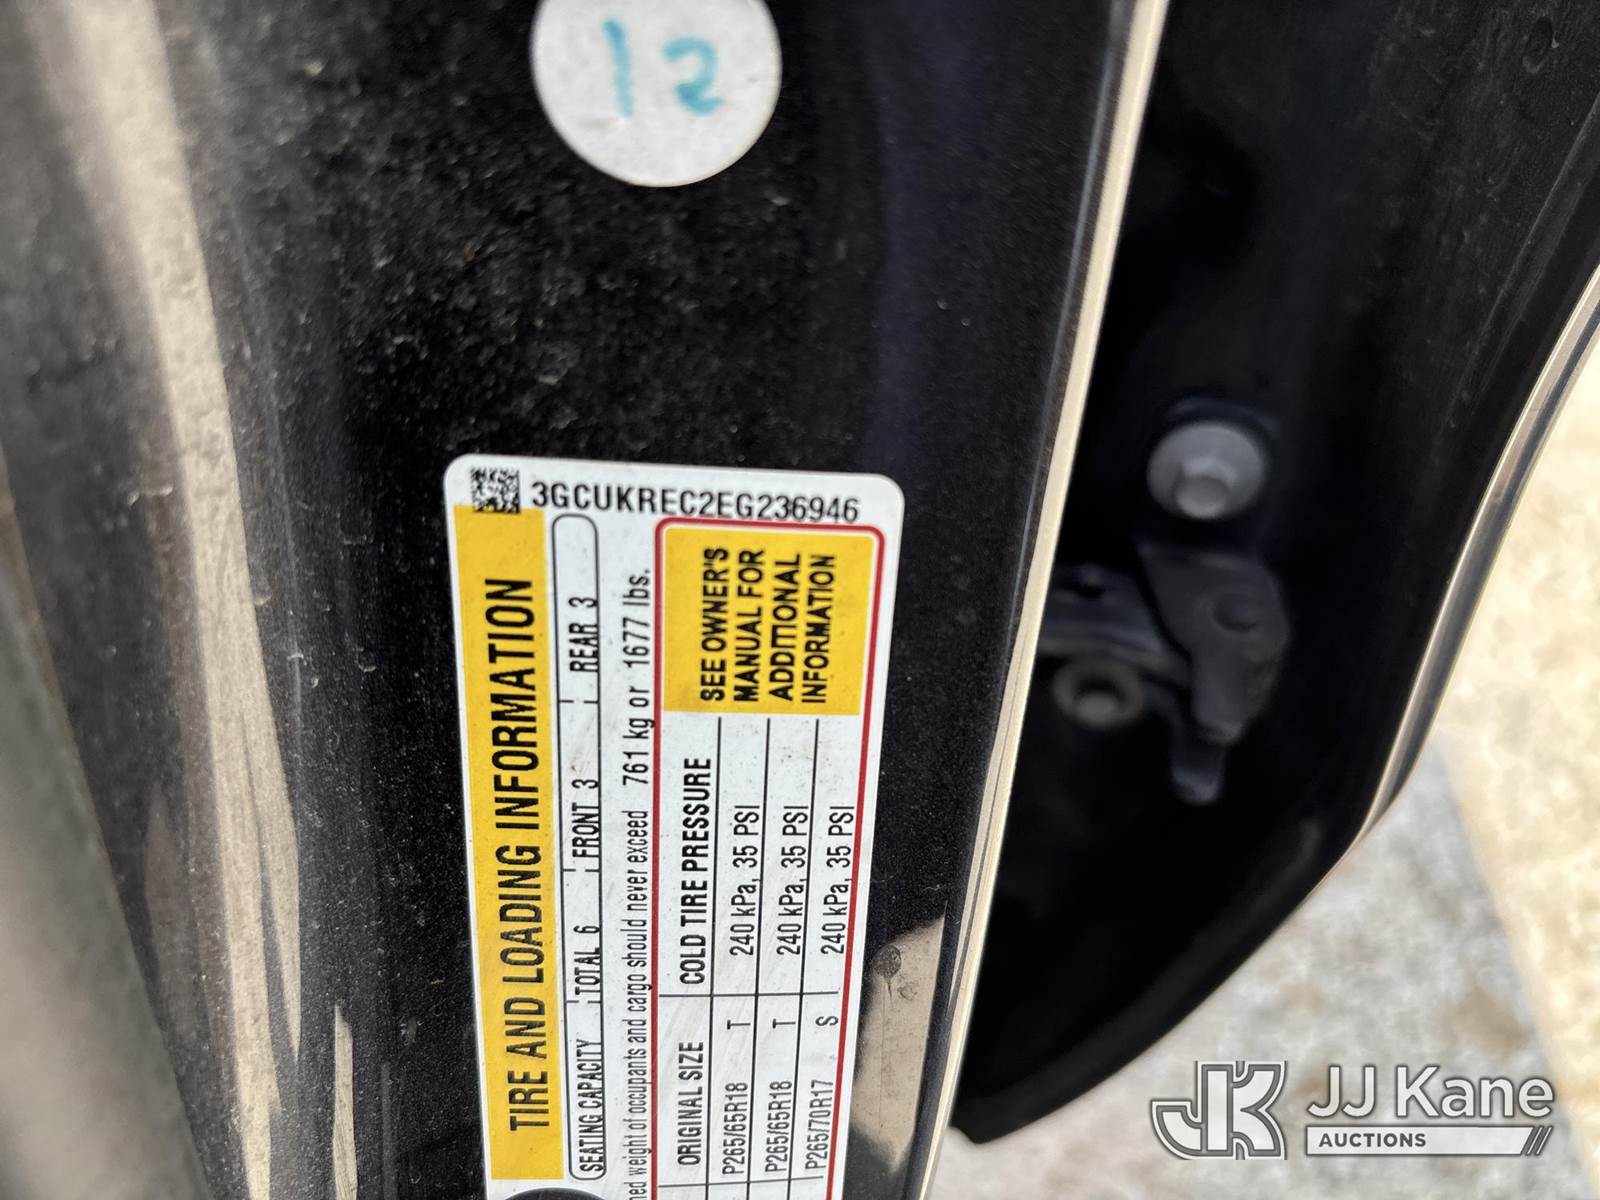 12
3GCUKREC2EG236946
TIRE AND LOADING INFORMATION
SEATING CAPACITY TOTAL 6 FRONT 3 REAR 3
weight of occupants and cargo should never exceed 761 kg or 1677 lbs.
ORIGINAL SIZE COLD TIRE PRESSURE
P265/65R18 T 240 kPa, 35 PSI
P265/65R18 T 240 kPa, 35 PSI
P265/70R17 S 240 kPa, 35 PSI
SEE OWNER'S
MANUAL FOR
ADDITIONAL
INFORMATION
JK JJ Kane
AUCTIONS